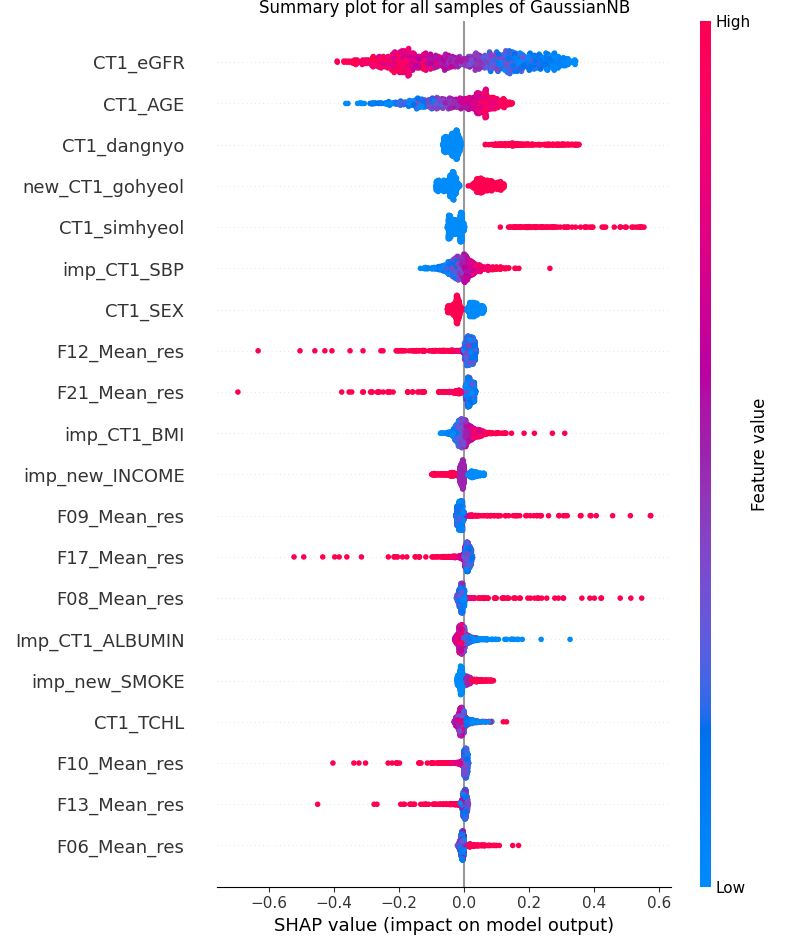 Summary plot for all samples of GaussianNB
High
CT1_eGFR
CT1_AGE
CT1_dangnyo
new_CT1_gohyeol
CT1_simhyeol
imp_CT1_SBP
CT1_SEX
F12_Mean_res
F21_Mean_res
imp_CT1_BMI
imp_new_INCOME
F09_Mean_res
F17_Mean_res
F08_Mean_res
Imp_CT1_ALBUMIN
imp_new_SMOKE
CT1_TCHL
F10_Mean_res
F13_Mean_res
F06_Mean_res
Feature value
Low
−0.6 −0.4 −0.2 0.0 0.2 0.4 0.6
SHAP value (impact on model output)